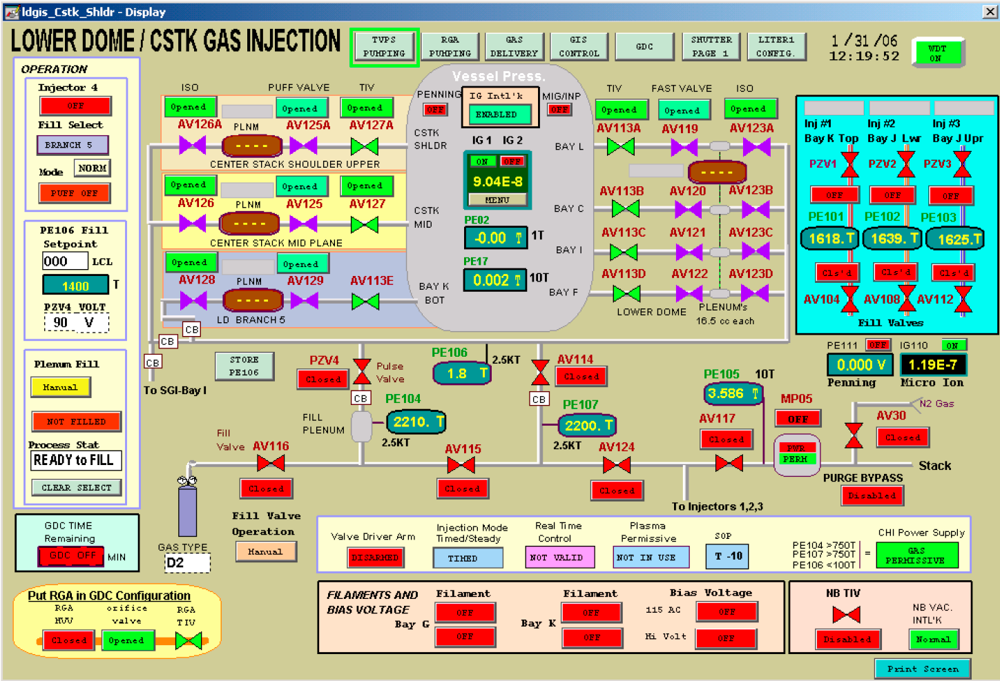 ldgis_Cstk_Shldr - Display
LOWER DOME / CSTK GAS INJECTION
TVPS PUMPING
RGA PUMPING
GAS DELIVERY
GIS CONTROL
GDC
SHUTTER PAGE 1
LITER1 CONFIG.
1 / 31 / 06
12:19:52
WDT ON
OPERATION
Injector 4
OFF
Fill Select
BRANCH 5
Mode NORM
PUFF OFF
PE106 Fill
Setpoint
000 LCL
1400 T
PZV4_VOLT
90 V
Plenum Fill
Manual
NOT FILLED
Process Stat
READY to FILL
CLEAR SELECT
GDC TIME
Remaining
GDC OFF MIN
ISO PUFF VALVE TIV
Opened Opened Opened
AV126A PLNM AV125A AV127A
----
CENTER STACK SHOULDER UPPER
Opened Opened Opened
AV126 PLNM AV125 AV127
----
CENTER STACK MID PLANE
Opened Opened
AV128 PLNM AV129 AV113E
----
LD BRANCH 5
CB
CB
CB
To SGI-Bay I
Vessel Press.
PENNING
OFF
IG Intl'k
ENABLED
MIG/INP
OFF
CSTK
SHLDR
IG 1 IG 2
ON OFF
9.04E-8
MENU
CSTK
MID
PE02
-0.00 T 1T
PE17
0.002 T 10T
BAY K
BOT
BAY L
BAY C
BAY I
BAY F
TIV FAST VALVE ISO
Opened Opened Opened
AV113A AV119 AV123A
----
AV113B AV120 AV123B
AV113C AV121 AV123C
AV113D AV122 AV123D
LOWER DOME
PLENUM's
16.5 cc each
Inj #1 Inj #2 Inj #3
Bay K Top Bay J Lwr Bay J Upr
PZV1 PZV2 PZV3
OFF OFF OFF
PE101 PE102 PE103
1618. T 1639. T 1625. T
Cls'd Cls'd Cls'd
AV104 AV108 AV112
Fill Valves
PE111 OFF IG110 ON
0.000 V 1.19E-7
Penning Micro Ion
STORE PE106
PZV4
Closed
Pulse
Valve
CB
PE106
1.8 T
2.5KT
AV114
Closed
CB
FILL
PLENUM
PE104
2210. T
2.5KT
PE107
2200. T
2.5KT
PE105 10T
3.586 T
AV117
Closed
MP05
OFF
PWR
PERM
N2 Gas
AV30
Closed
Stack
PURGE BYPASS
Disabled
Fill
Valve AV116
Closed
AV115
Closed
AV124
Closed
To Injectors 1,2,3
Fill Valve
Operation
Manual
GAS TYPE
D2
Valve Driver Arm
DISARMED
Injection Mode
Timed/Steady
TIMED
Real Time
Control
NOT VALID
Plasma
Permissive
NOT IN USE
SOP
T -10
PE104 >750T
PE107 >750T
PE106 <100T
=
CHI Power Supply
GAS PERMISSIVE
Put RGA in GDC Configuration
RGA HVV
orifice valve
RGA TIV
Closed Opened
FILAMENTS AND
BIAS VOLTAGE
Filament
Bay G
OFF
OFF
Filament
Bay K
OFF
OFF
Bias Voltage
115 AC OFF
Hi Volt OFF
NB TIV
Disabled
NB VAC.
INTL'K
Normal
Print Screen